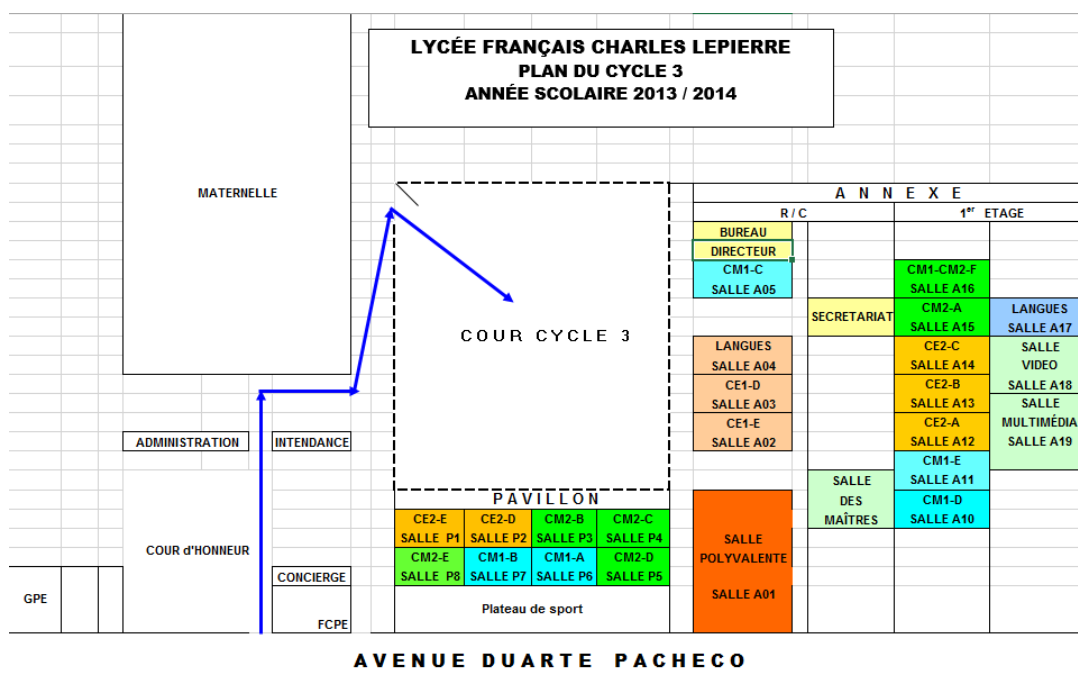 LYCÉE FRANÇAIS CHARLES LEPIERRE
PLAN DU CYCLE 3
ANNÉE SCOLAIRE 2013 / 2014
MATERNELLE
ANNEXE
R / C
1er ETAGE
BUREAU
DIRECTEUR
CM1-C
SALLE A05
CM1-CM2-F
SALLE A16
SECRETARIAT
CM2-A
SALLE A15
LANGUES
SALLE A17
COUR CYCLE 3
LANGUES
SALLE A04
CE2-C
SALLE A14
SALLE
VIDEO
SALLE A18
CE1-D
SALLE A03
CE2-B
SALLE A13
SALLE
MULTIMÉDIA
SALLE A19
CE1-E
SALLE A02
CE2-A
SALLE A12
ADMINISTRATION
INTENDANCE
CM1-E
SALLE A11
SALLE
DES
MAÎTRES
CM1-D
SALLE A10
PAVILLON
CE2-E
SALLE P1
CE2-D
SALLE P2
CM2-B
SALLE P3
CM2-C
SALLE P4
CM2-E
SALLE P8
CM1-B
SALLE P7
CM1-A
SALLE P6
CM2-D
SALLE P5
SALLE
POLYVALENTE
SALLE A01
COUR d'HONNEUR
CONCIERGE
GPE
FCPE
Plateau de sport
AVENUE DUARTE PACHECO